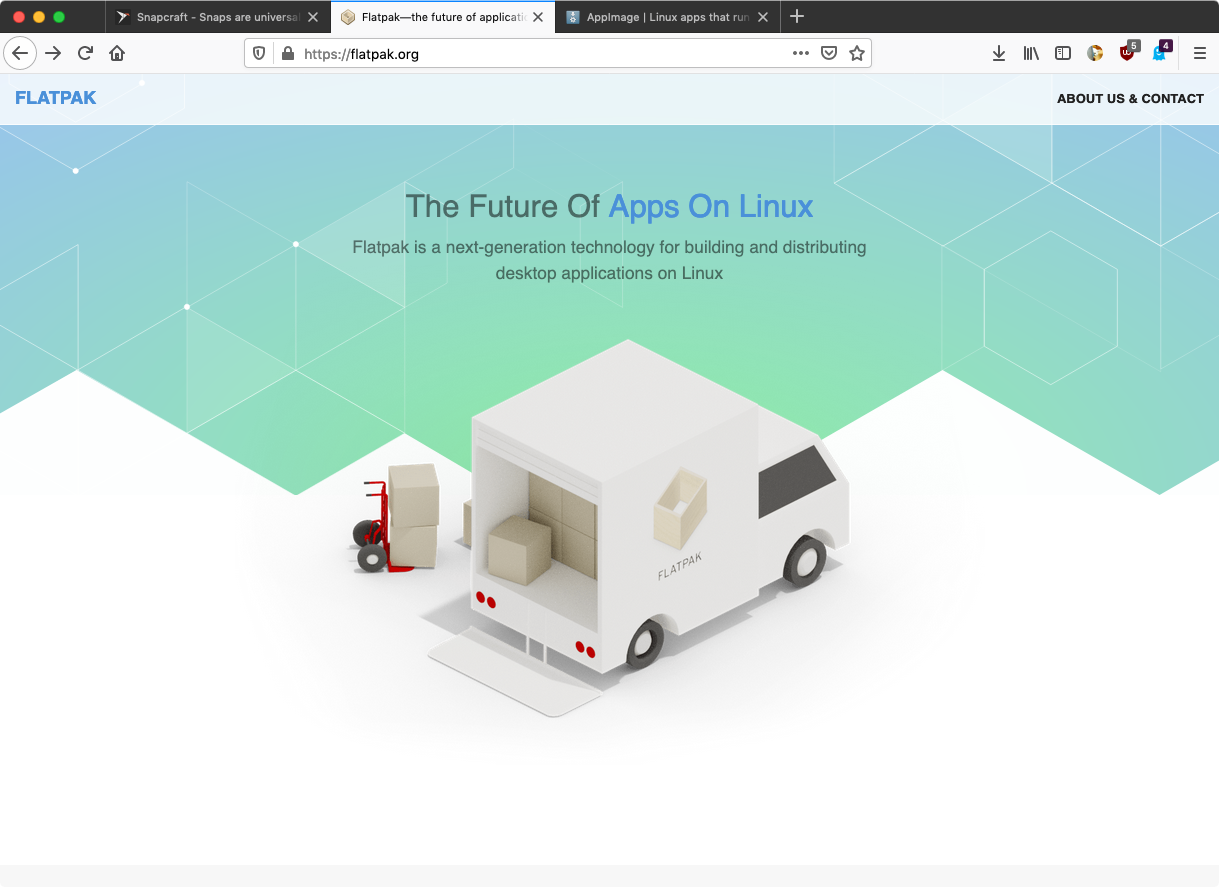 Snapcraft - Snaps are universal
Flatpak—the future of applicati
AppImage | Linux apps that run
https://flatpak.org
5
4
FLATPAK
ABOUT US & CONTACT
The Future Of Apps On Linux
Flatpak is a next-generation technology for building and distributing
desktop applications on Linux
FLATPAK